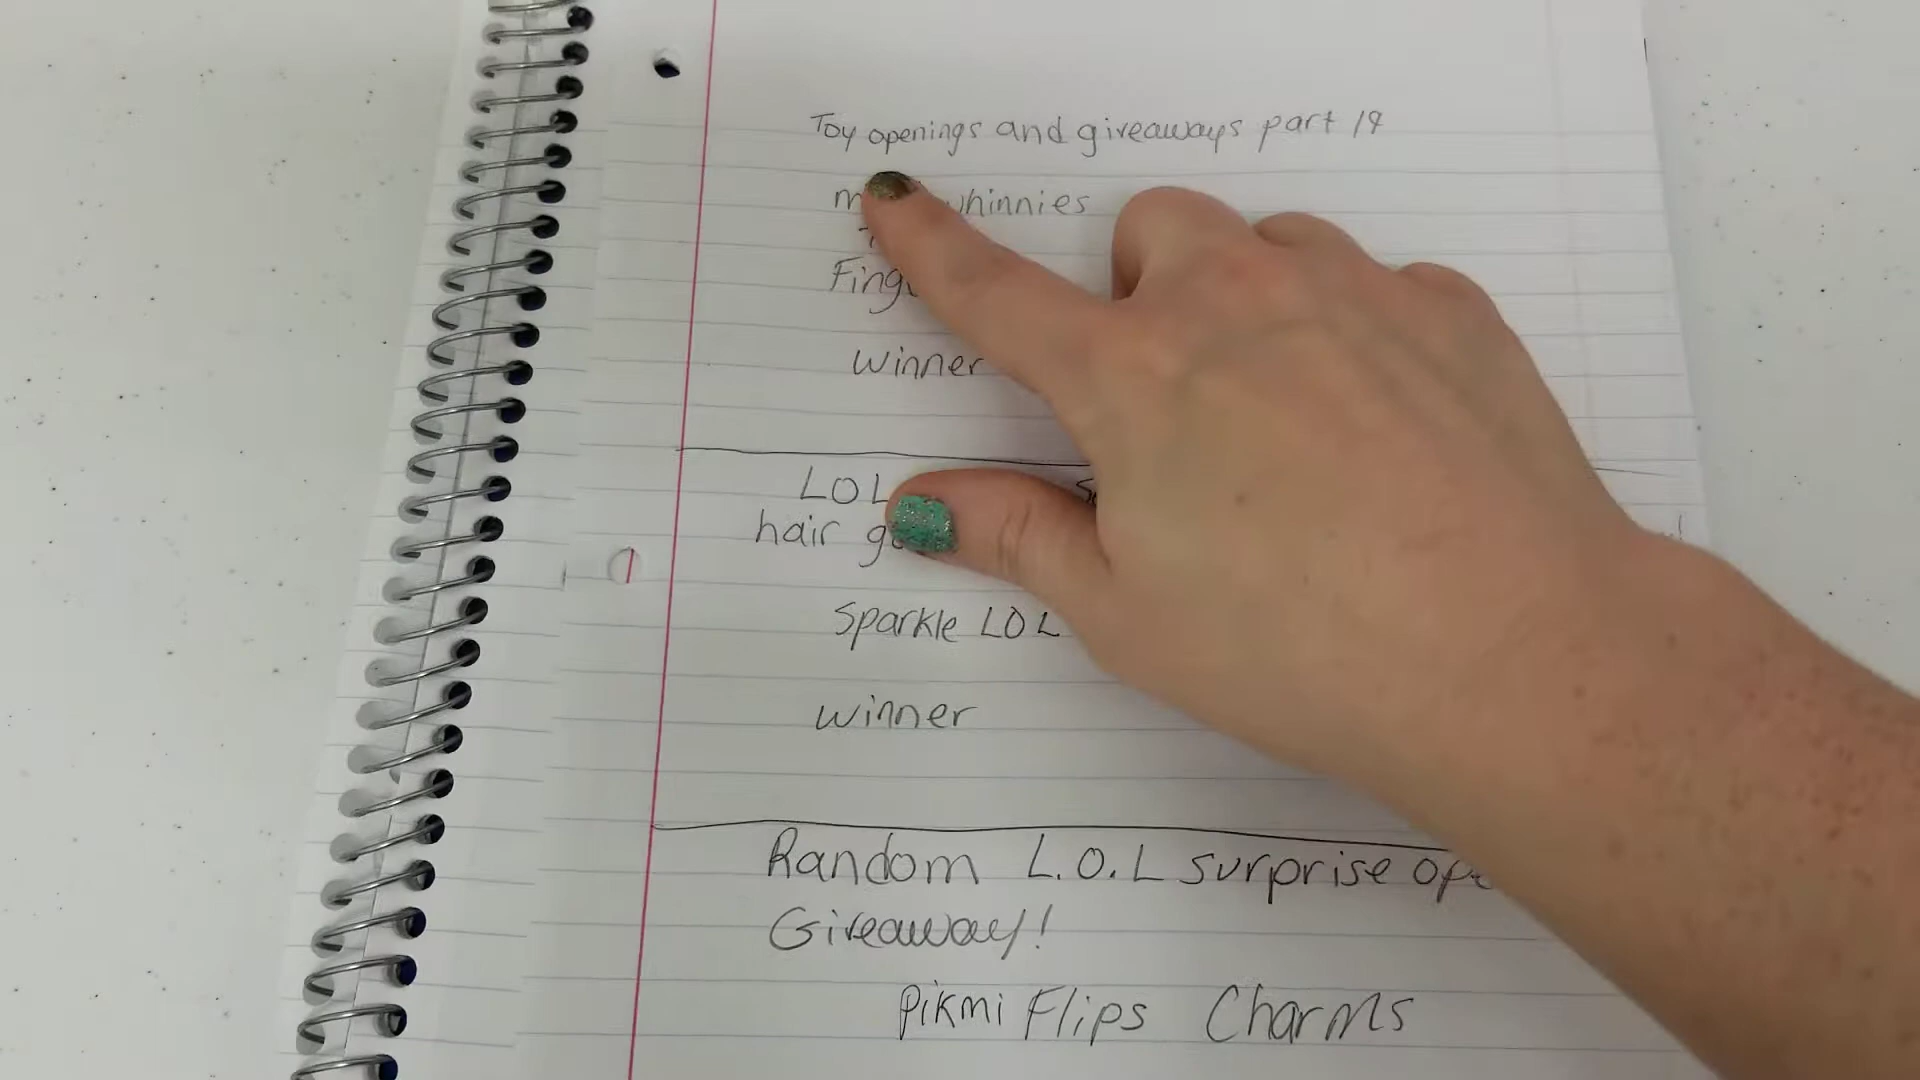 Toy openings and giveaways part 19
whinnies
winner
LOL
hair
Sparkle LOL
winner
Random L.O.L surprise
Giveaway!
Pikmi Flips Charms